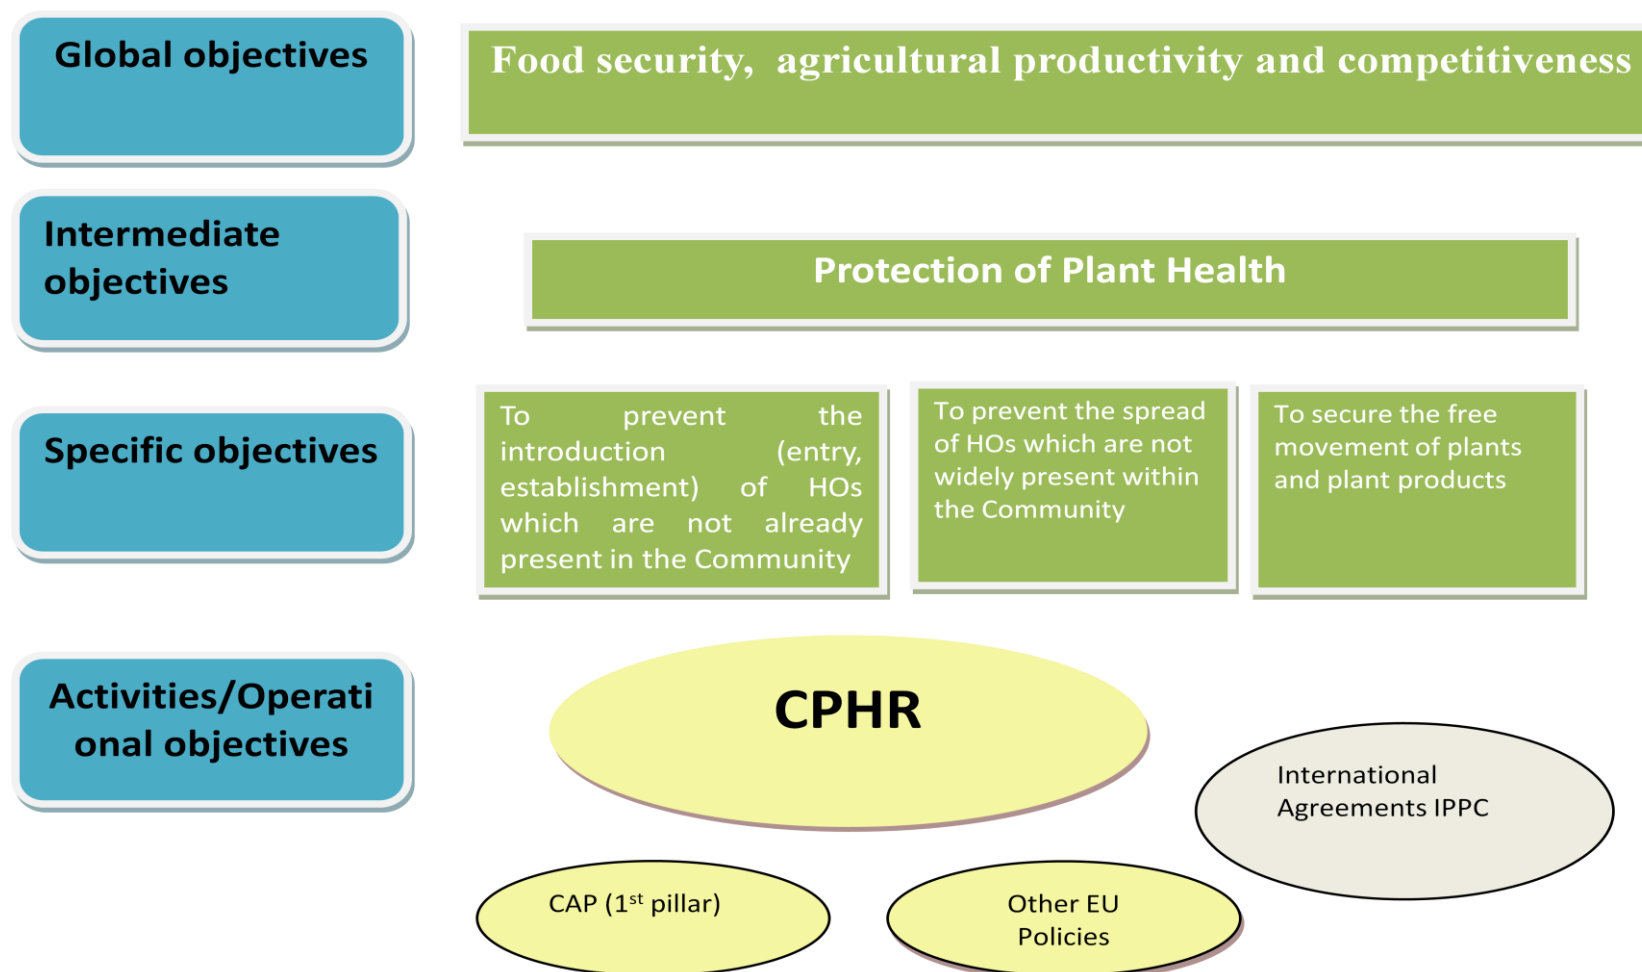 Global objectives
Food security, agricultural productivity and competitiveness
Intermediate
objectives
Protection of Plant Health
Specific objectives
To prevent the
introduction (entry,
establishment) of HOs
which are not already
present in the Community
To prevent the spread
of HOs which are not
widely present within
the Community
To secure the free
movement of plants
and plant products
Activities/Operati
onal objectives
CPHR
International
Agreements IPPC
CAP (1st pillar)
Other EU
Policies